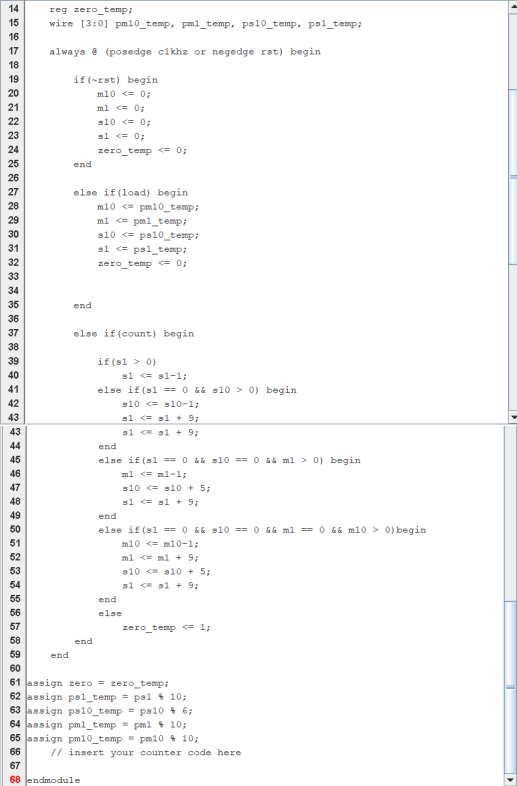 14 reg zero_temp;
15 wire [3:0] pm10_temp, pm1_temp, ps10_temp, ps1_temp;
16
17 always @ (posedge c1khz or negedge rst) begin
18
19 if(~rst) begin
20 m10 <= 0;
21 m1 <= 0;
22 s10 <= 0;
23 s1 <= 0;
24 zero_temp <= 0;
25 end
26
27 else if(load) begin
28 m10 <= pm10_temp;
29 m1 <= pm1_temp;
30 s10 <= ps10_temp;
31 s1 <= ps1_temp;
32 zero_temp <= 0;
33
34
35 end
36
37 else if(count) begin
38
39 if(s1 > 0)
40 s1 <= s1-1;
41 else if(s1 == 0 && s10 > 0) begin
42 s10 <= s10-1;
43 s1 <= s1 + 9;
43 s1 <= s1 + 9;
44 end
45 else if(s1 == 0 && s10 == 0 && m1 > 0) begin
46 m1 <= m1-1;
47 s10 <= s10 + 5;
48 s1 <= s1 + 9;
49 end
50 else if(s1 == 0 && s10 == 0 && m1 == 0 && m10 > 0)begin
51 m10 <= m10-1;
52 m1 <= m1 + 9;
53 s10 <= s10 + 5;
54 s1 <= s1 + 9;
55 end
56 else
57 zero_temp <= 1;
58 end
59 end
60
61 assign zero = zero_temp;
62 assign ps1_temp = ps1 % 10;
63 assign ps10_temp = ps10 % 6;
64 assign pm1_temp = pm1 % 10;
65 assign pm10_temp = pm10 % 10;
66 // insert your counter code here
67
68 endmodule